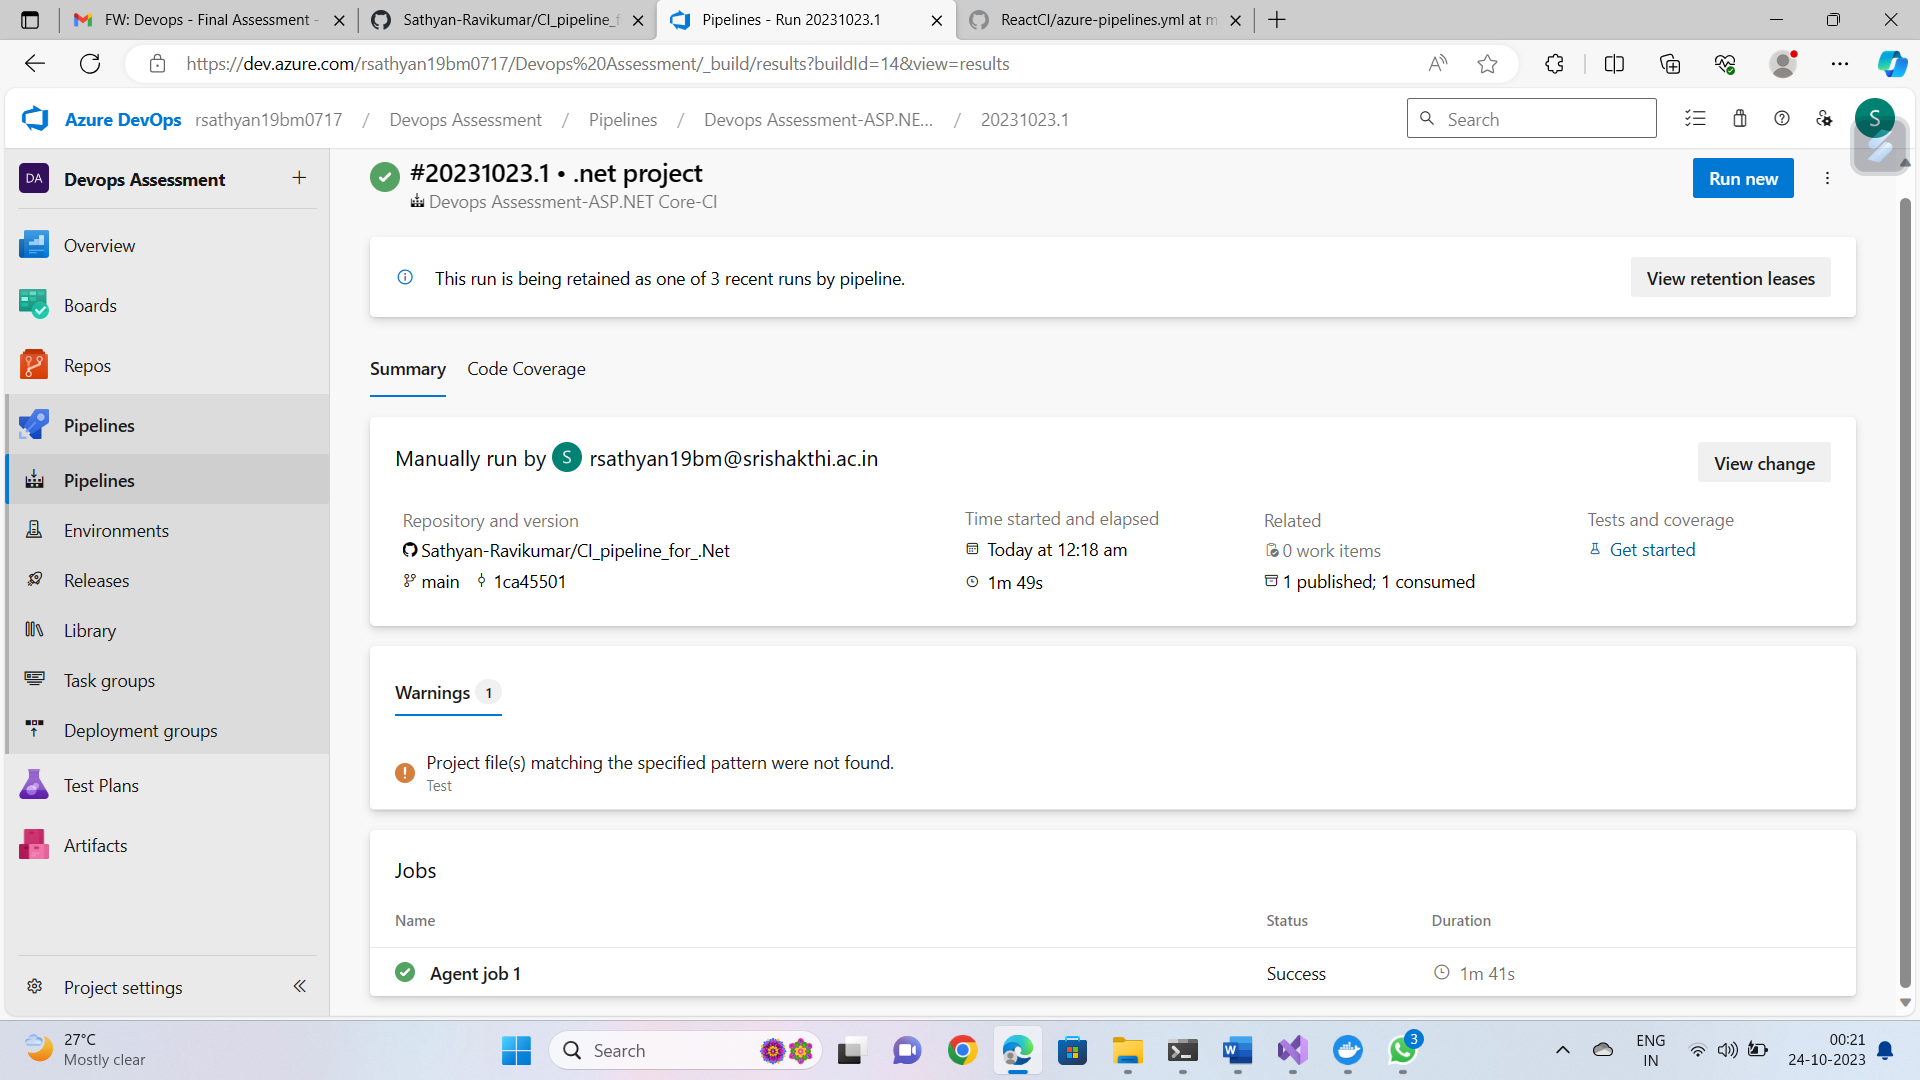 FW: Devops - Final Assessment -
Sathyan-Ravikumar/CI_pipeline_f
Pipelines - Run 20231023.1
ReactCI/azure-pipelines.yml at m
https://dev.azure.com/rsathyan19bm0717/Devops%20Assessment/_build/results?buildId=14&view=results
Azure DevOps rsathyan19bm0717 / Devops Assessment / Pipelines / Devops Assessment-ASP.NE... / 20231023.1
Search
S
DA Devops Assessment
Overview
Boards
Repos
Pipelines
Pipelines
Environments
Releases
Library
Task groups
Deployment groups
Test Plans
Artifacts
Project settings
#20231023.1 • .net project
Devops Assessment-ASP.NET Core-CI
Run new
This run is being retained as one of 3 recent runs by pipeline.
View retention leases
Summary Code Coverage
Manually run by S rsathyan19bm@srishakthi.ac.in
View change
Repository and version
Sathyan-Ravikumar/CI_pipeline_for_.Net
main 1ca45501
Time started and elapsed
Today at 12:18 am
1m 49s
Related
0 work items
1 published; 1 consumed
Tests and coverage
Get started
Warnings 1
Project file(s) matching the specified pattern were not found.
Test
Jobs
Name Status Duration
Agent job 1 Success 1m 41s
27°C
Mostly clear
Search
3
ENG
IN
00:21
24-10-2023